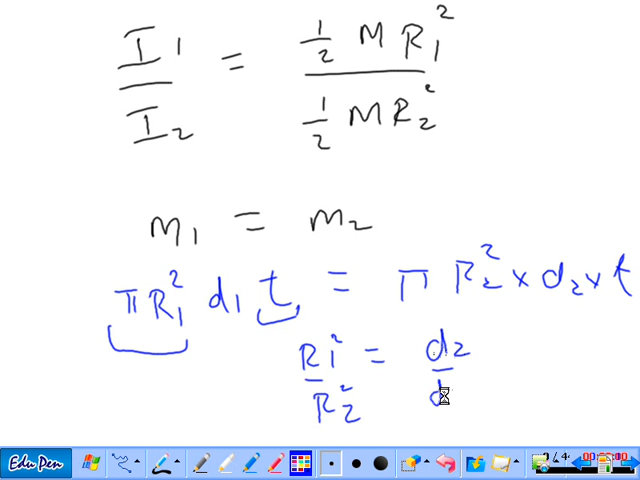 I1/I2 = ½ M R1² / ½ M R2²
m1 = m2
π R1² d1 t = π R2² × d2 × t
R1²/R2² = d2/d
Edu Pen